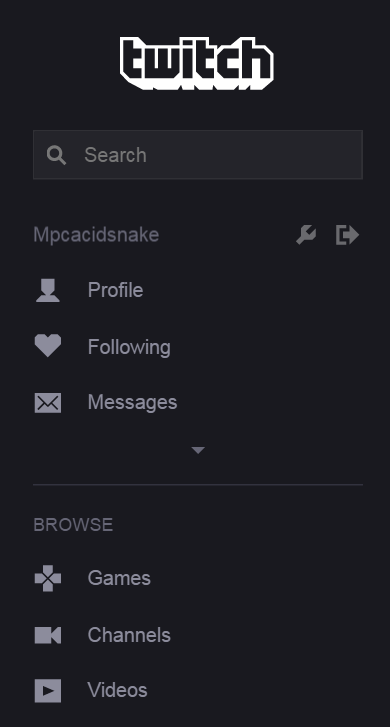 twitch
Search
Mpcacidsnake
Profile
Following
Messages
BROWSE
Games
Channels
Videos